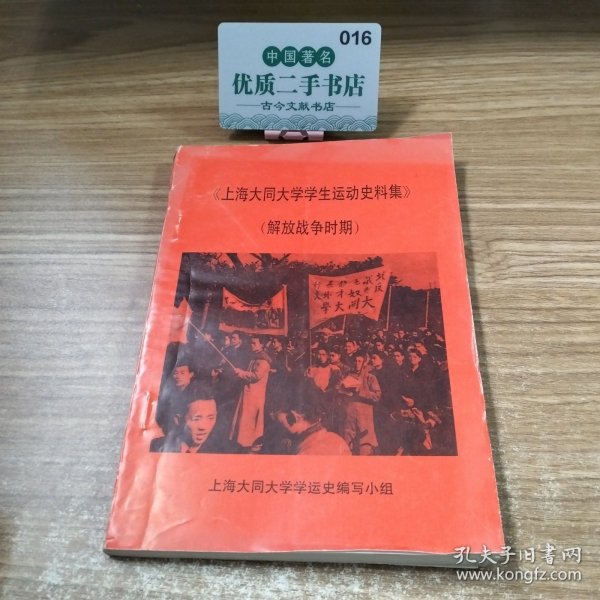 016
中国著名
优质二手书店
古今文献书店
《上海大同大学学生运动史料集》
（解放战争时期）
大同大學
上海大同大学学运史编写小组
孔夫子旧书网
www.kongfz.com